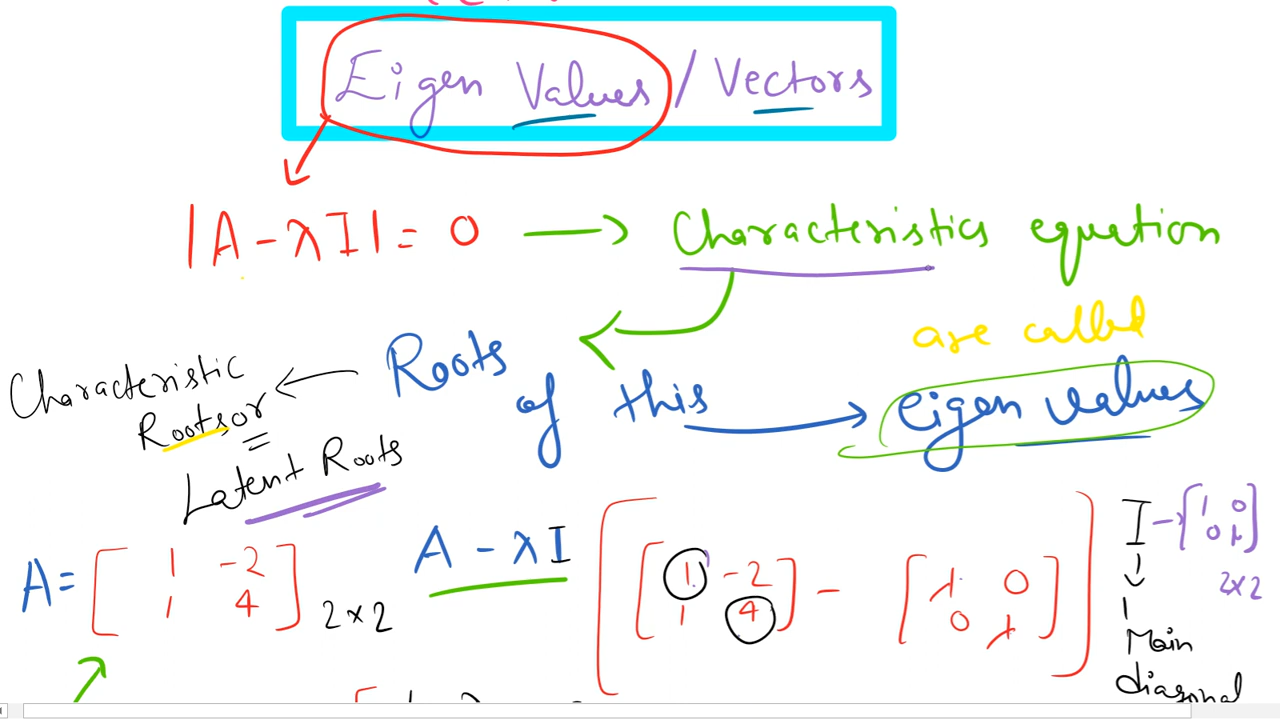 Eigen Values / Vectors
|A - λI| = 0 → Characteristics equation
are called
Roots of this → eigen values
Characteristic
Roots or
Latent Roots
A = [1 -2
1 4] 2×2
A - λI
[[1 -2
1 4] - [λ 0
0 λ]]
I → [1 0
0 1]
2×2
Main
diagonal